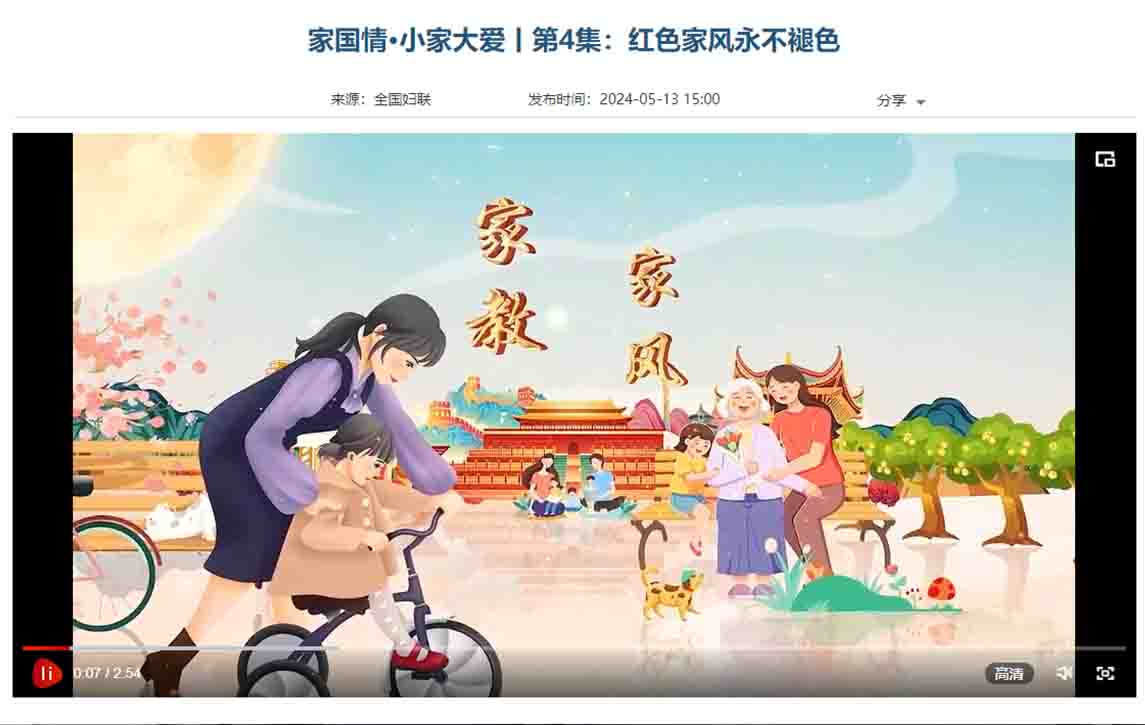 家国情•小家大爱丨第4集：红色家风永不褪色
来源：全国妇联 发布时间：2024-05-13 15:00 分享
家教
家风
0:07 / 2:54 高清